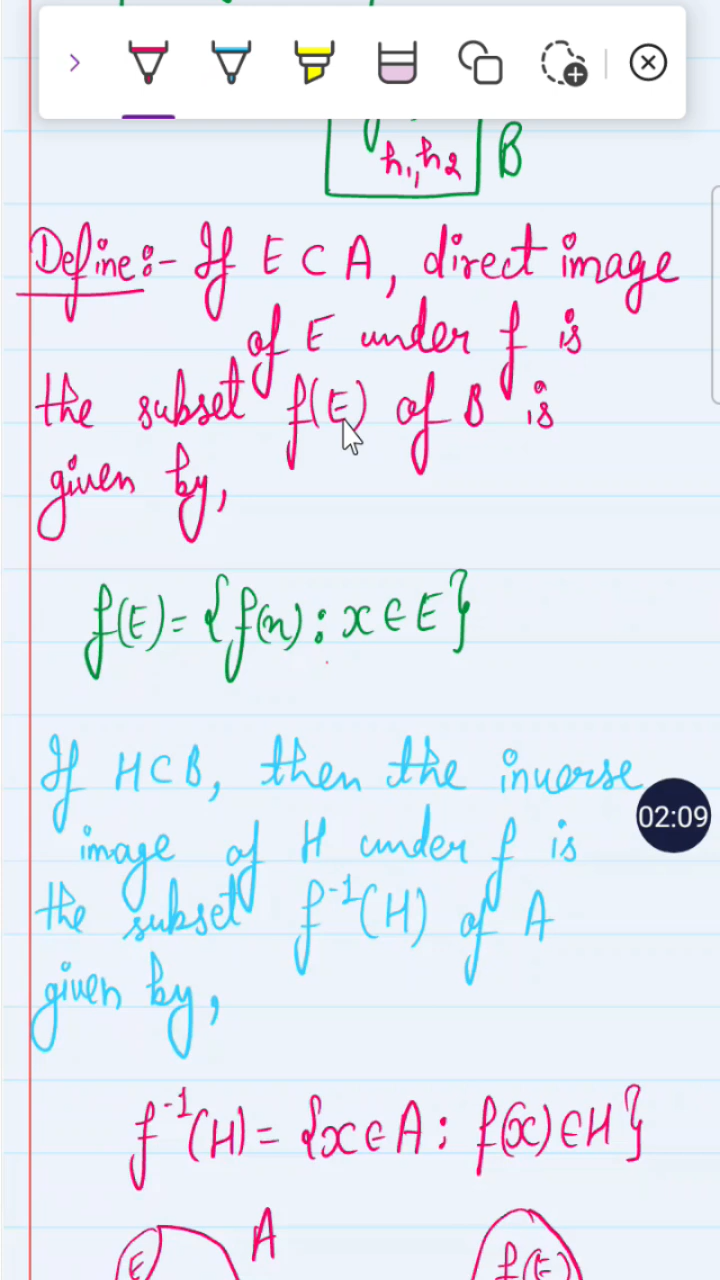 h₁,h₂ B
Define:- If E ⊂ A, direct image
of E under f is
the subset f(E) of B is
given by,
f(E) = {f(x) : x ∈ E}
If H ⊂ B, then the inverse
02:09
image of H under f is
the subset f⁻¹(H) of A
given by,
f⁻¹(H) = {x ∈ A : f(x) ∈ H}
E A f(E)